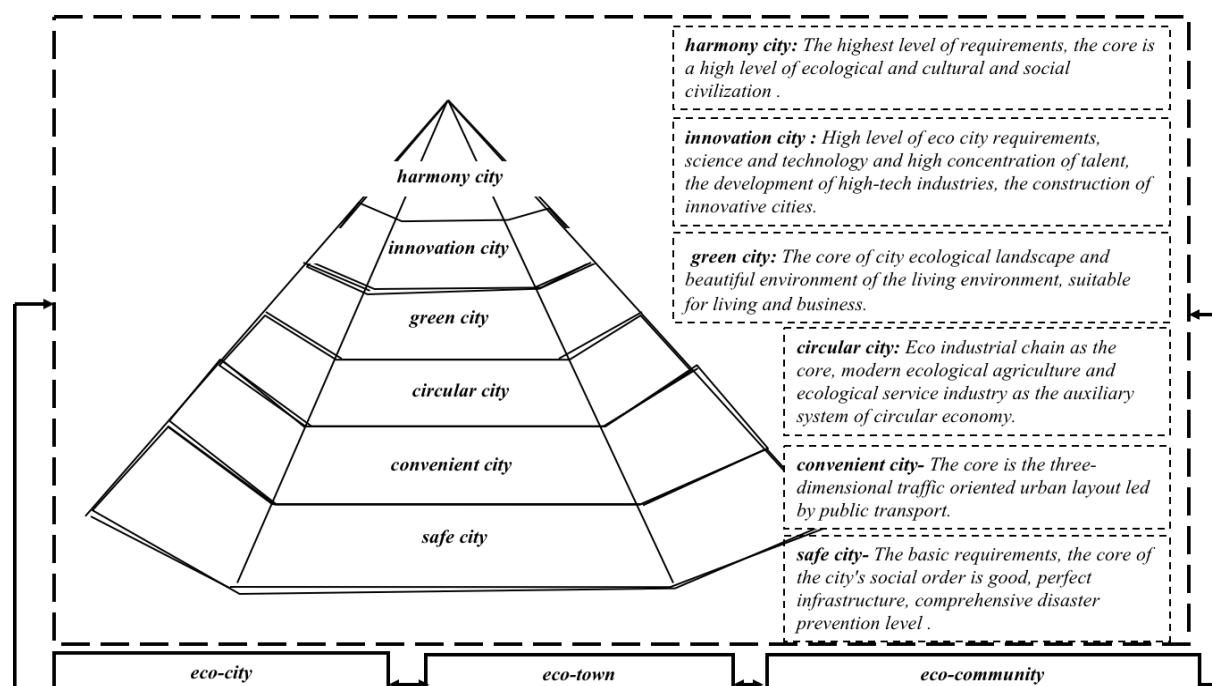 harmony city: The highest level of requirements, the core is
a high level of ecological and cultural and social
civilization .
innovation city : High level of eco city requirements,
science and technology and high concentration of talent,
the development of high-tech industries, the construction of
innovative cities.
green city: The core of city ecological landscape and
beautiful environment of the living environment, suitable
for living and business.
circular city: Eco industrial chain as the
core, modern ecological agriculture and
ecological service industry as the auxiliary
system of circular economy.
convenient city- The core is the three-
dimensional traffic oriented urban layout led
by public transport.
safe city- The basic requirements, the core of
the city's social order is good, perfect
infrastructure, comprehensive disaster
prevention level .
harmony city
innovation city
green city
circular city
convenient city
safe city
eco-city
eco-town
eco-community